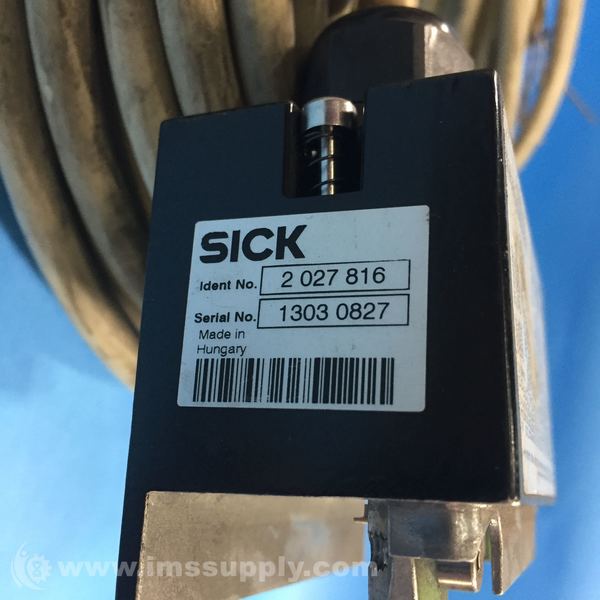 SICK
Ident No. 2 027 816
Serial No. 1303 0827
Made in
Hungary
www.imssupply.com